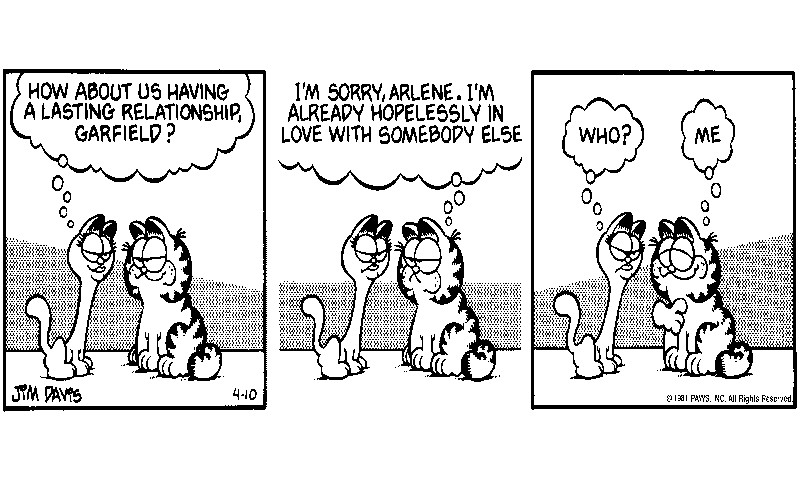 HOW ABOUT US HAVING
A LASTING RELATIONSHIP,
GARFIELD?
JIM DAVIS
4-10
I'M SORRY, ARLENE. I'M
ALREADY HOPELESSLY IN
LOVE WITH SOMEBODY ELSE
WHO?
ME
© 1981 PAWS, INC. All Rights Reserved.